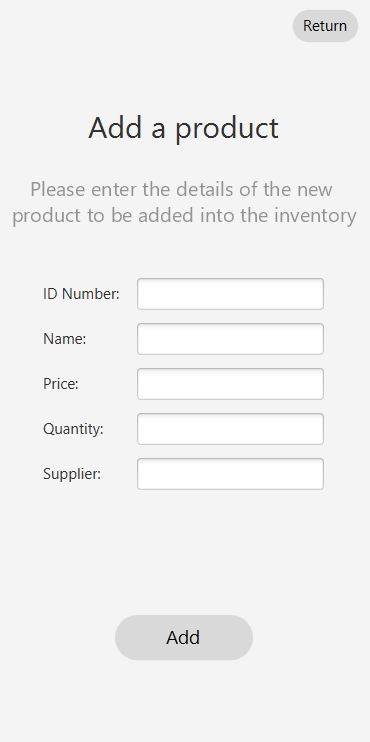 Return
Add a product
Please enter the details of the new
product to be added into the inventory
ID Number:
Name:
Price:
Quantity:
Supplier:
Add